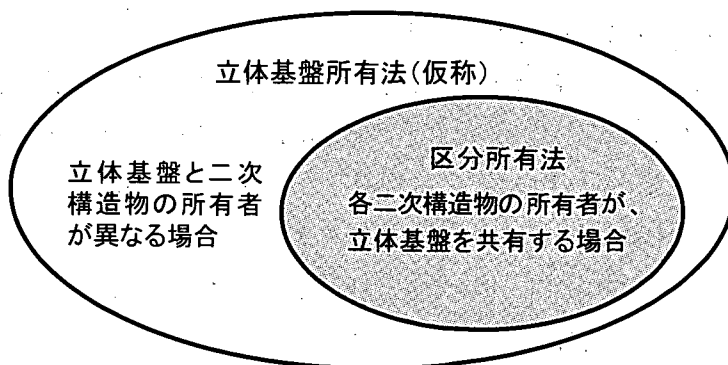 立体基盤所有法(仮称)
立体基盤と二次
構造物の所有者
が異なる場合
区分所有法
各二次構造物の所有者が、
立体基盤を共有する場合